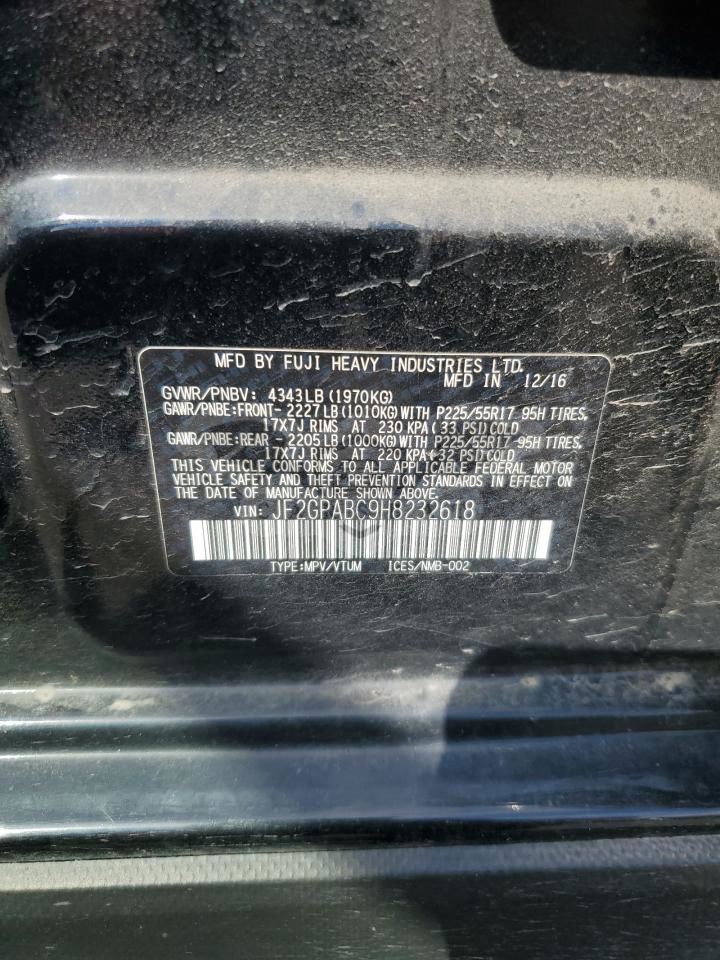 MFD BY FUJI HEAVY INDUSTRIES LTD.
MFD IN 12/16
GVWR/PNBV: 4343LB (1970KG)
GAWR/PNBE:FRONT- 2227LB (1010KG) WITH P225/55R17 95H TIRES,
17X7J RIMS AT 230 KPA (33 PSI) COLD
GAWR/PNBE:REAR - 2205LB (1000KG) WITH P225/55R17 95H TIRES,
17X7J RIMS AT 220 KPA (32 PSI) COLD
THIS VEHICLE CONFORMS TO ALL APPLICABLE FEDERAL MOTOR
VEHICLE SAFETY AND THEFT PREVENTION STANDARDS IN EFFECT
ON THE DATE OF MANUFACTURE SHOWN ABOVE.
VIN: JF2GPABC9H8232618
TYPE:MPV/VTUM ICES/NMB-002